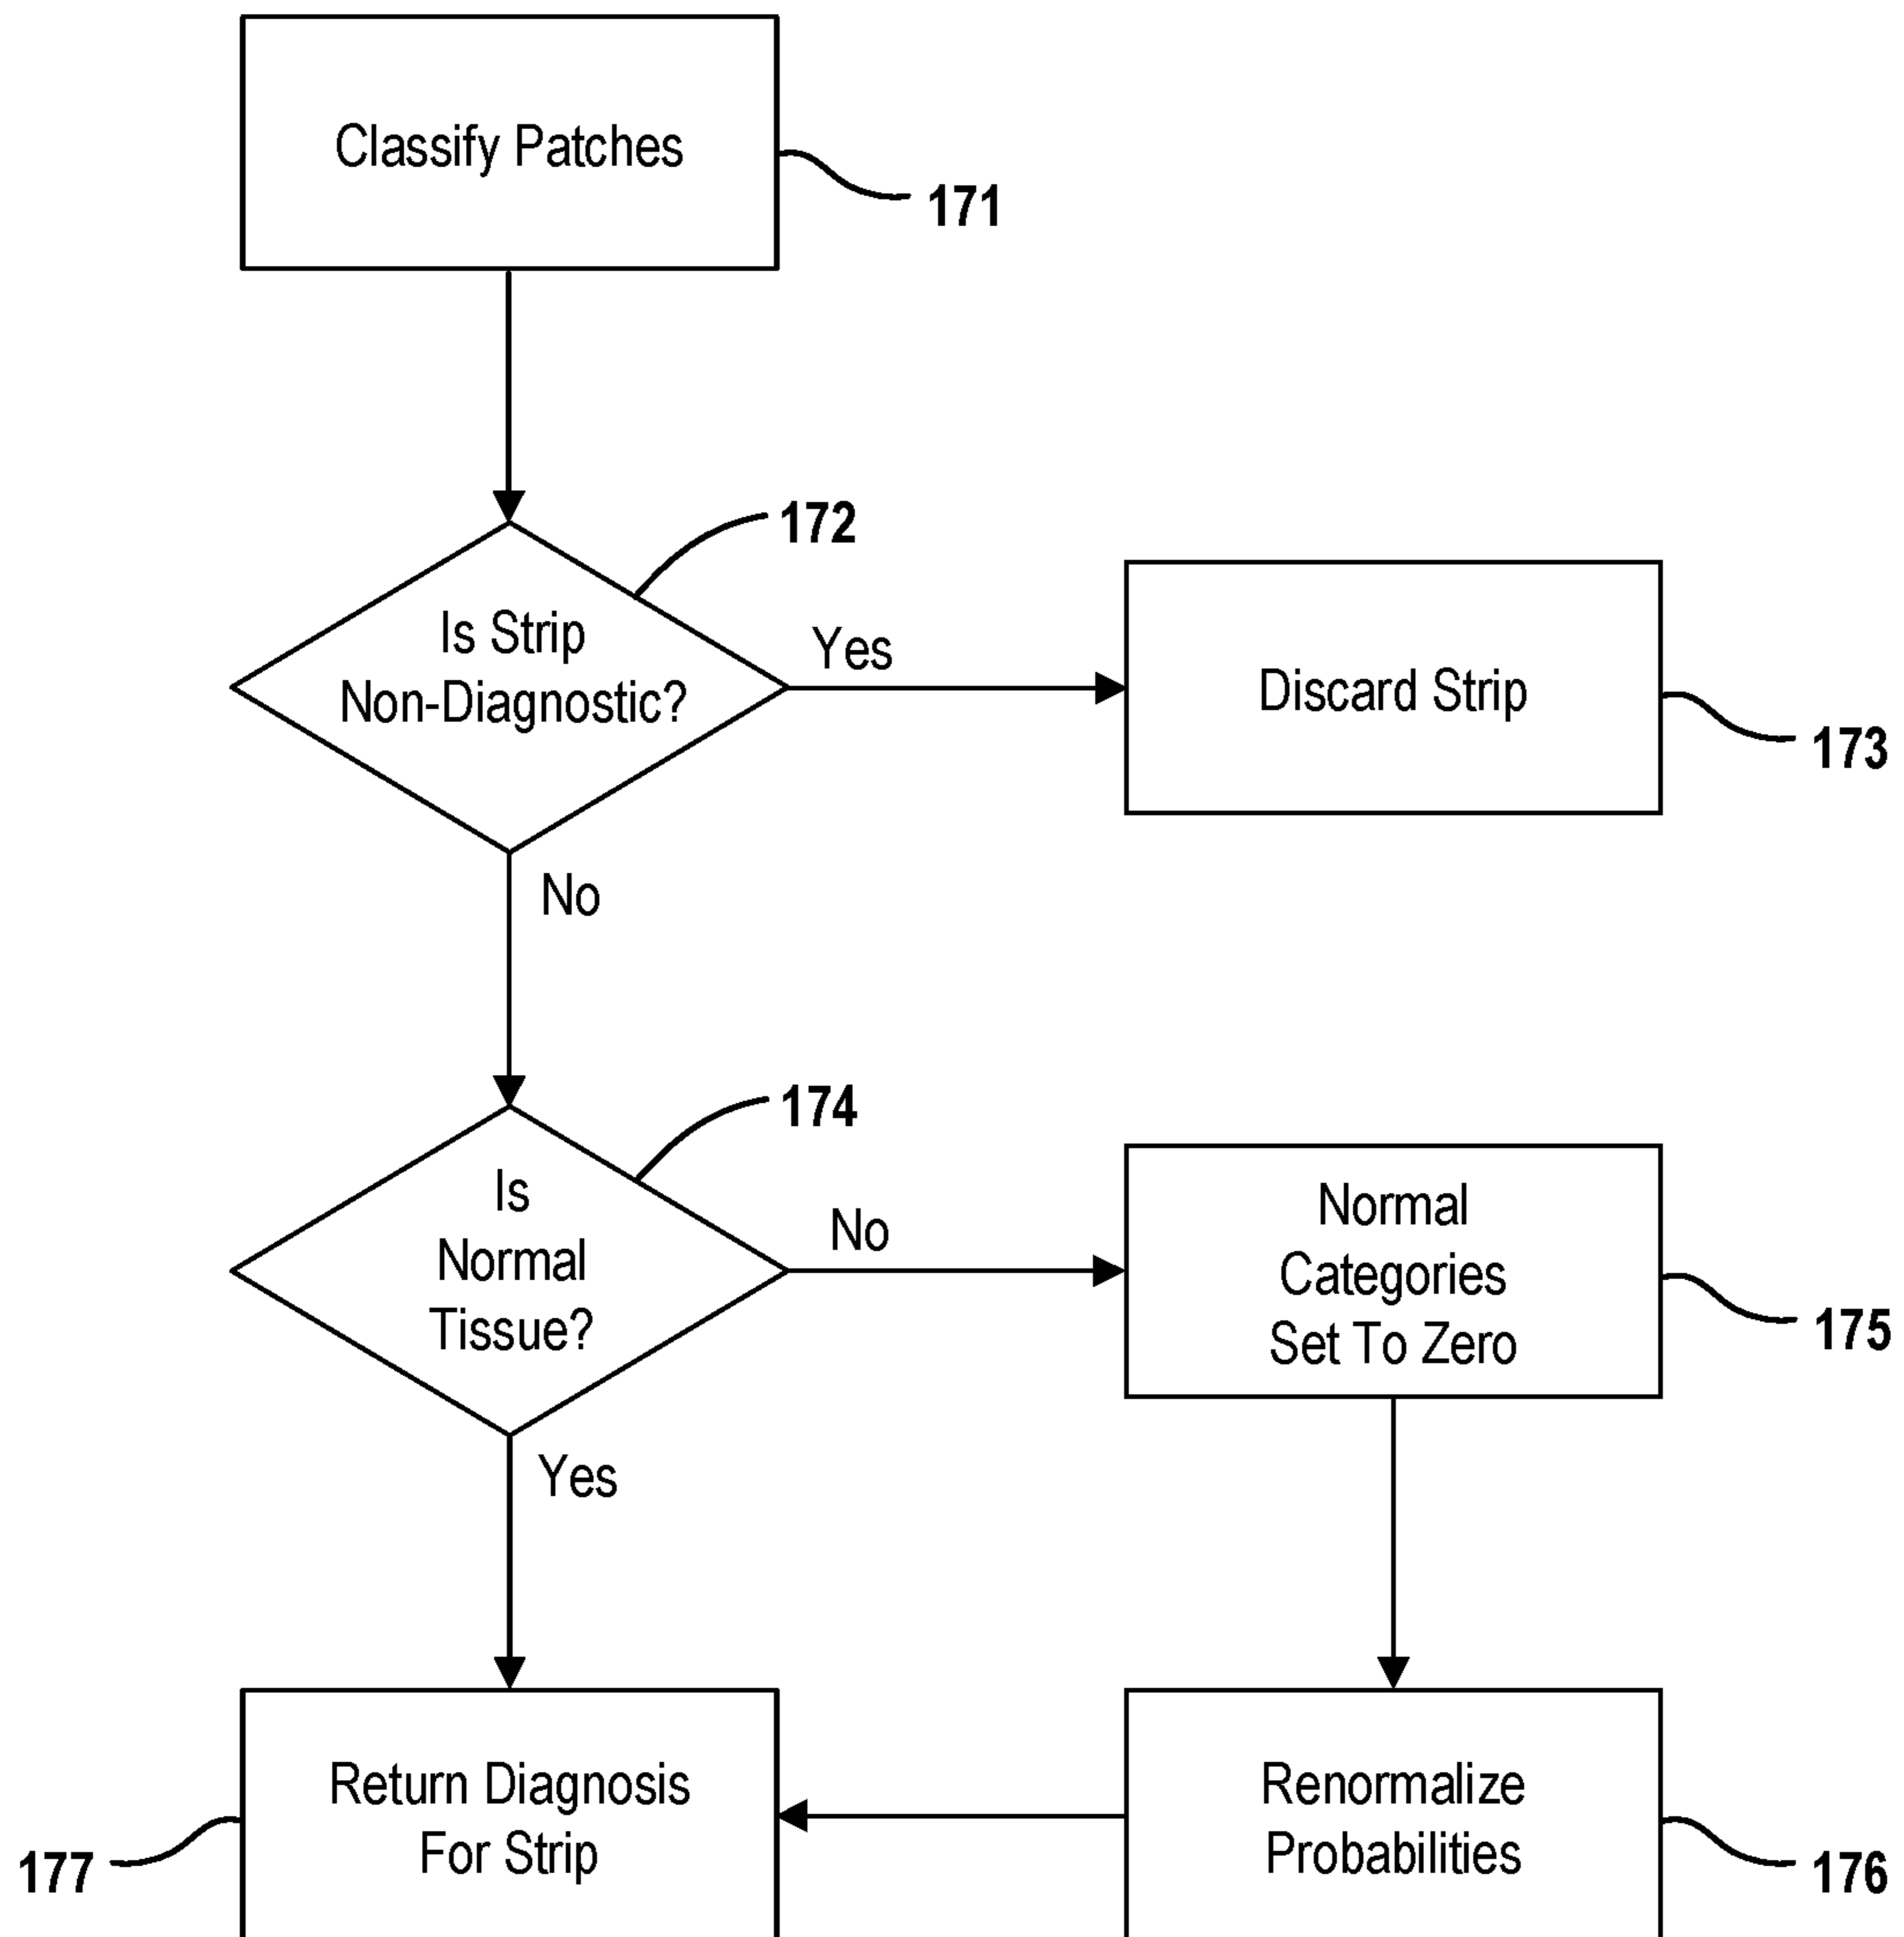 Classify Patches
171
172
Is Strip
Non-Diagnostic?
Yes
Discard Strip
173
No
174
Is
Normal
Tissue?
No
Normal
Categories
Set To Zero
175
Yes
Return Diagnosis
For Strip
177
Renormalize
Probabilities
176